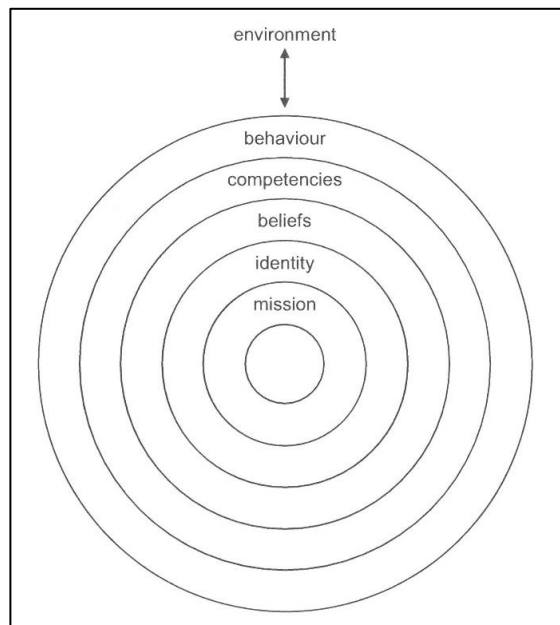 environment
behaviour
competencies
beliefs
identity
mission